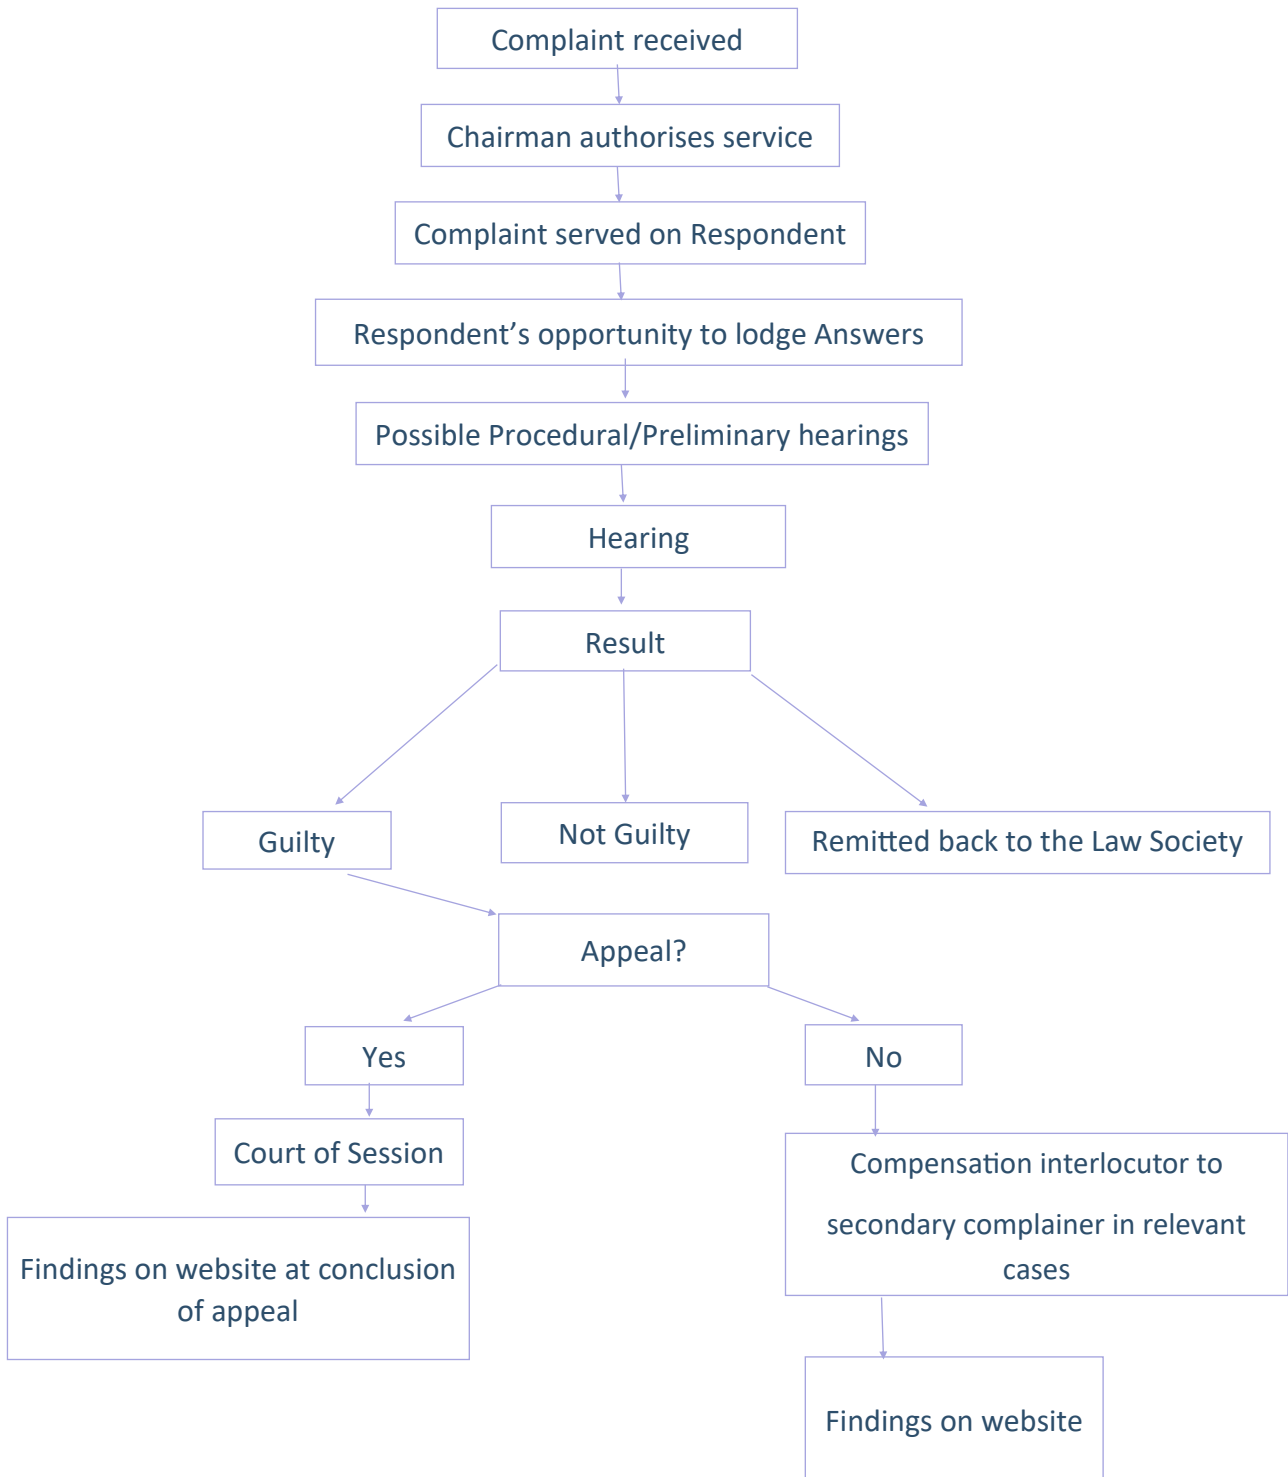 Complaint received
Chairman authorises service
Complaint served on Respondent
Respondent’s opportunity to lodge Answers
Possible Procedural/Preliminary hearings
Hearing
Result
Guilty
Not Guilty
Remitted back to the Law Society
Appeal?
Yes
No
Court of Session
Compensation interlocutor to
secondary complainer in relevant
cases
Findings on website at conclusion
of appeal
Findings on website